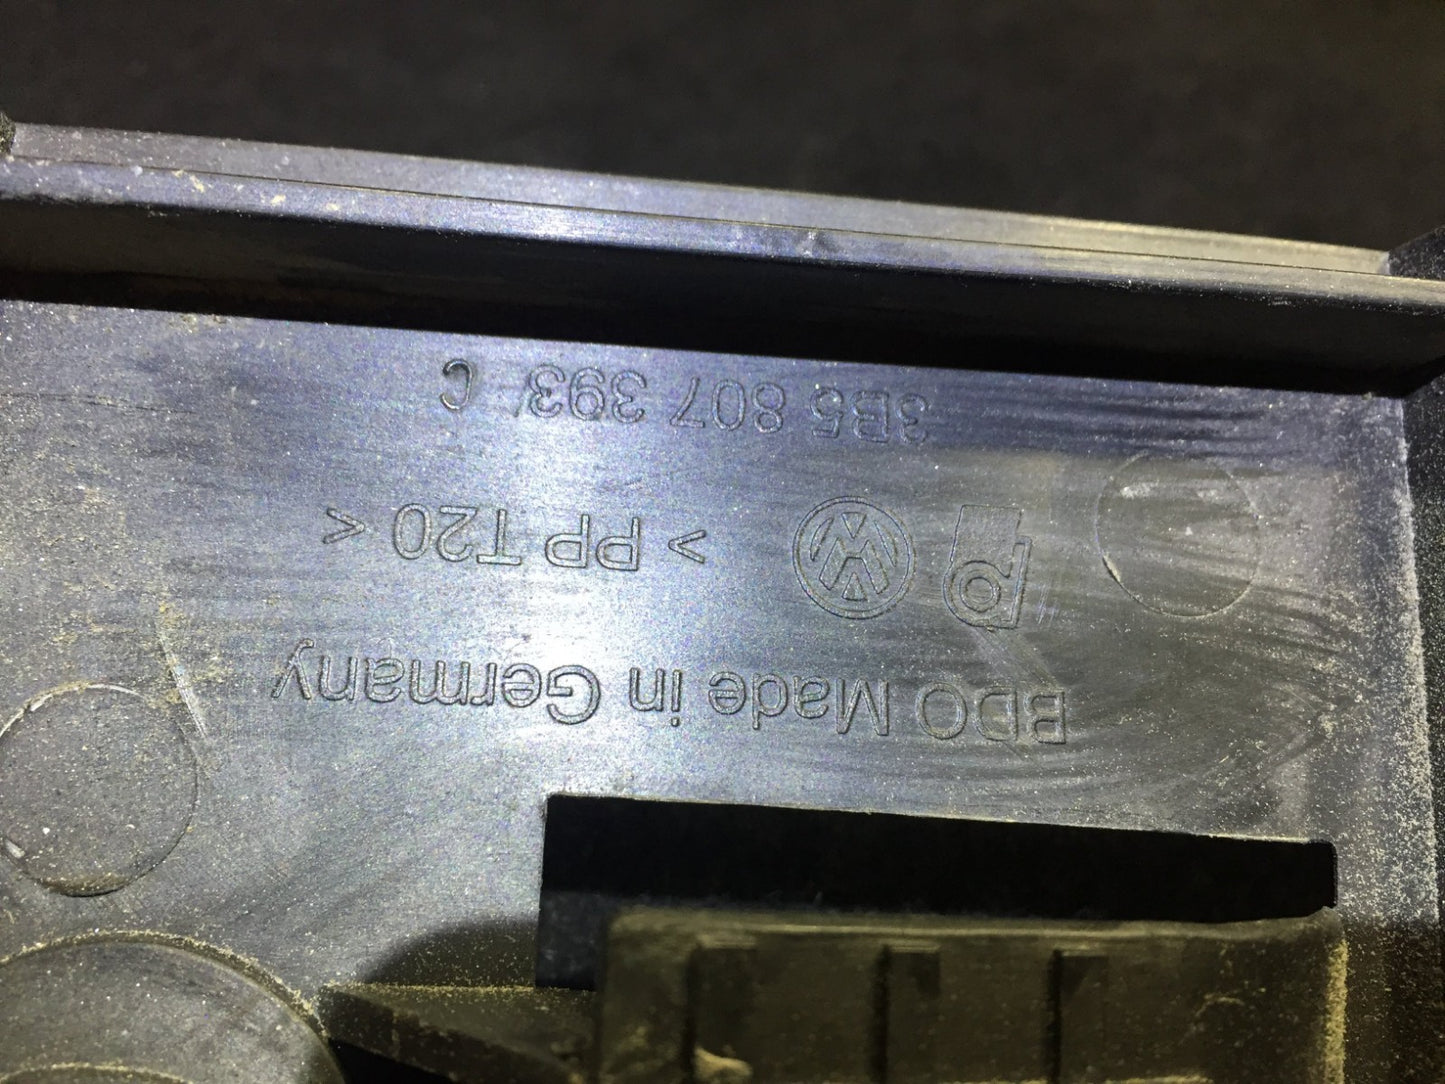 BDO Made in Germany
> PP T20 <
3B5 807 393 C